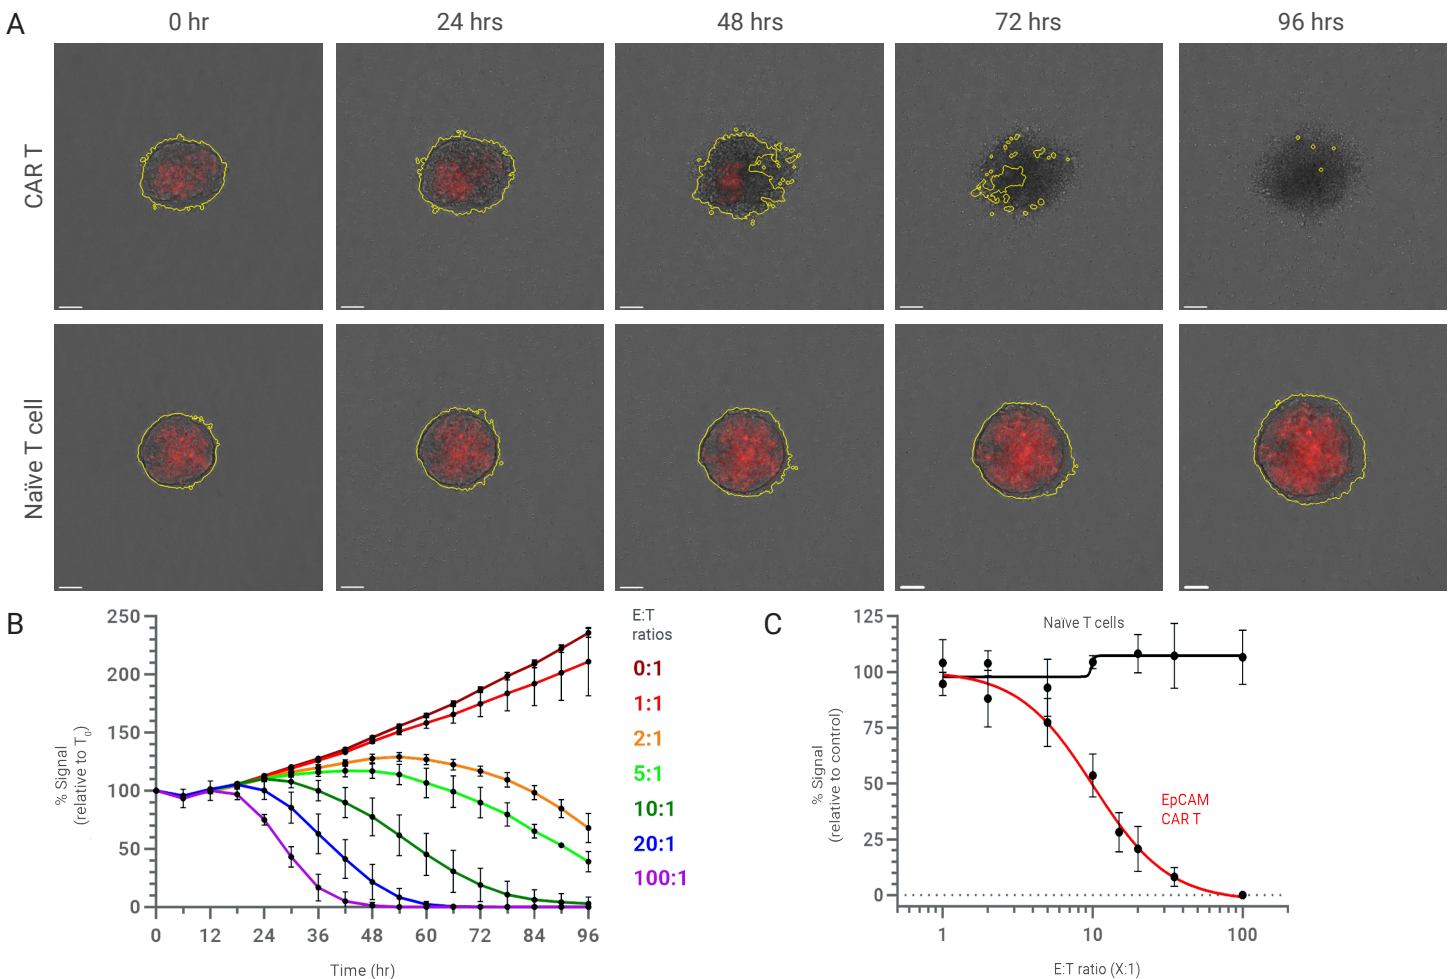 A
0 hr
24 hrs
48 hrs
72 hrs
96 hrs
CAR T
Naïve T cell
B
250
200
150
100
50
0
% Signal
(relative to T0)
0
12
24
36
48
60
72
84
96
Time (hr)
E:T
ratios
0:1
1:1
2:1
5:1
10:1
20:1
100:1
C
125
100
75
50
25
0
% Signal
(relative to control)
Naïve T cells
EpCAM
CAR T
1
10
100
E:T ratio (X:1)